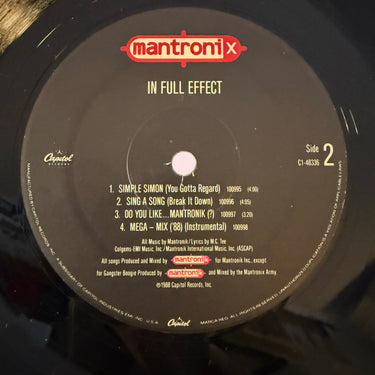 mantronix
IN FULL EFFECT
Capitol
RECORDS
Side 2
C1-48336
1. SIMPLE SIMON (You Gotta Regard) 100995 (4:00)
2. SING A SONG (Break It Down) 100996 (4:05)
3. DO YOU LIKE....MANTRONIK (?) 100997 (3:20)
4. MEGA – MIX ('88) (Instrumental) 100998
All Music by Mantronik/Lyrics by M.C. Tee
Colgems-EMI Music Inc/Mantronik International Music Inc. (ASCAP)
All songs Produced and Mixed by mantronik for Mantronik Inc., except
for Gangster Boogie Produced by mantronik and Mixed by the Mantronix Army.
℗1988 Capitol Records, Inc.
Capitol